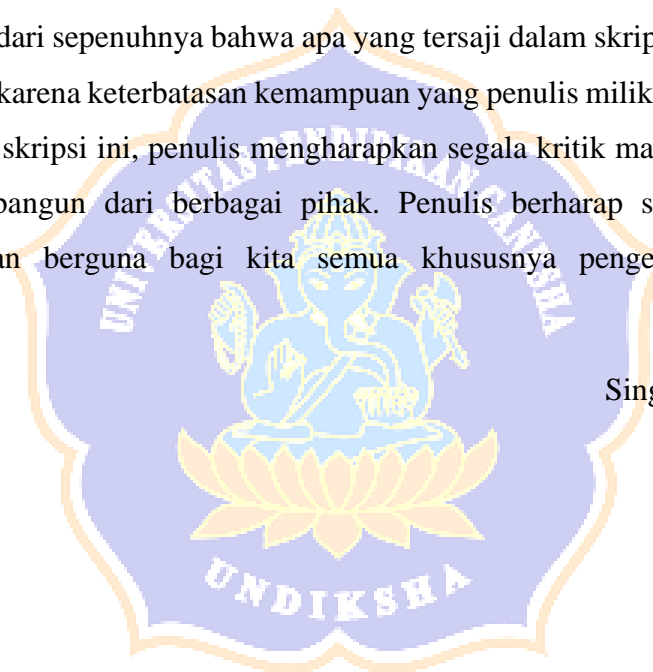 dari sepenuhnya bahwa apa yang tersaji dalam skrip
karena keterbatasan kemampuan yang penulis milik
skripsi ini, penulis mengharapkan segala kritik ma
bangun dari berbagai pihak. Penulis berharap s
an berguna bagi kita semua khususnya penge
Sing
UNIVERSITAS PENDIDIKAN GANESHA
UNDIKSHA